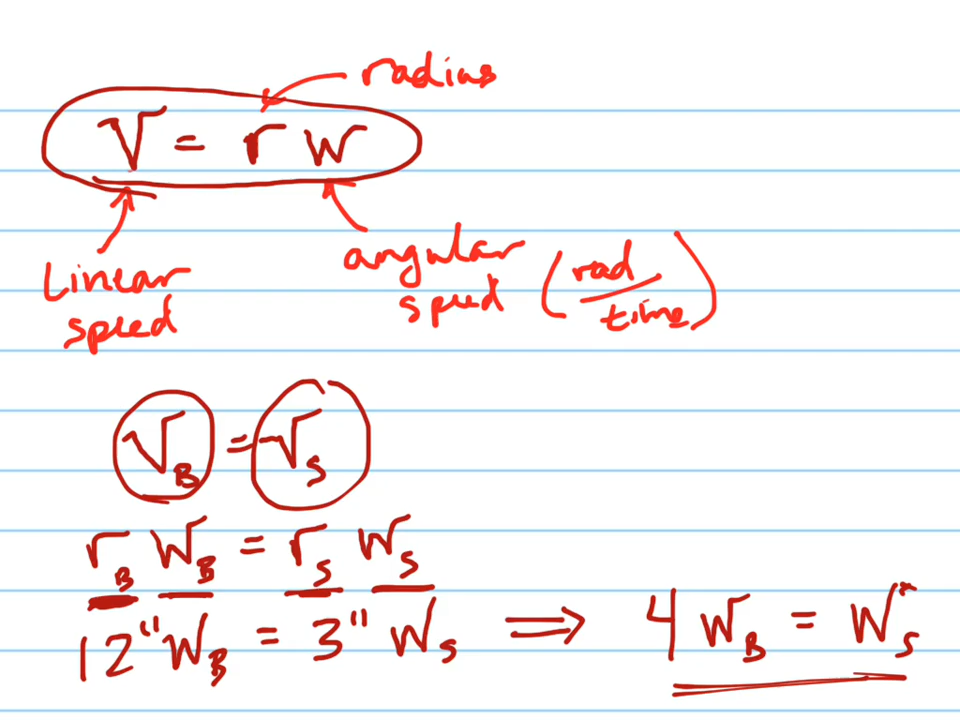 radius
V = r w
Linear speed
angular speed (rad/time)
V_B = V_S
r_B W_B = r_S W_S
12" W_B = 3" W_S ⟹ 4 W_B = W_S*